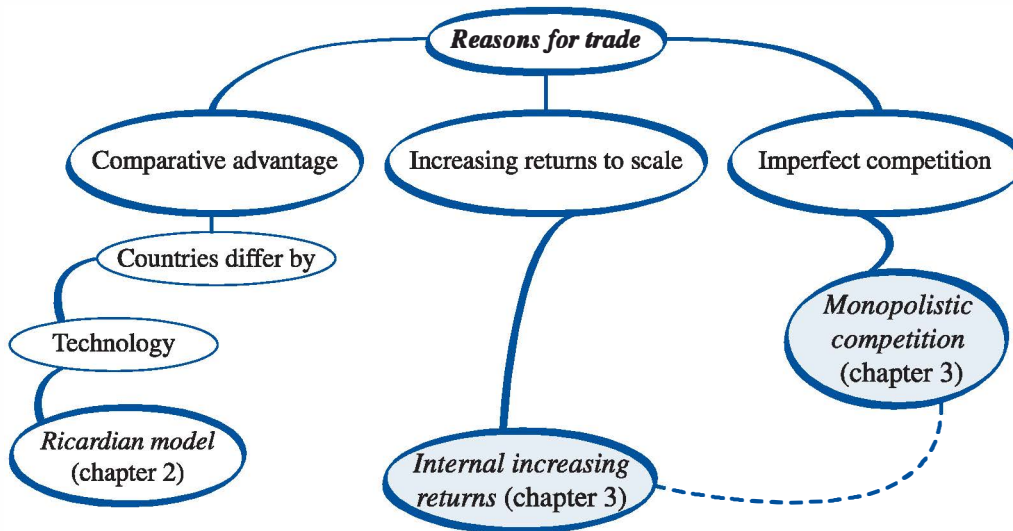 Reasons for trade
Comparative advantage
Increasing returns to scale
Imperfect competition
Countries differ by
Technology
Ricardian model
(chapter 2)
Internal increasing
returns (chapter 3)
Monopolistic
competition
(chapter 3)